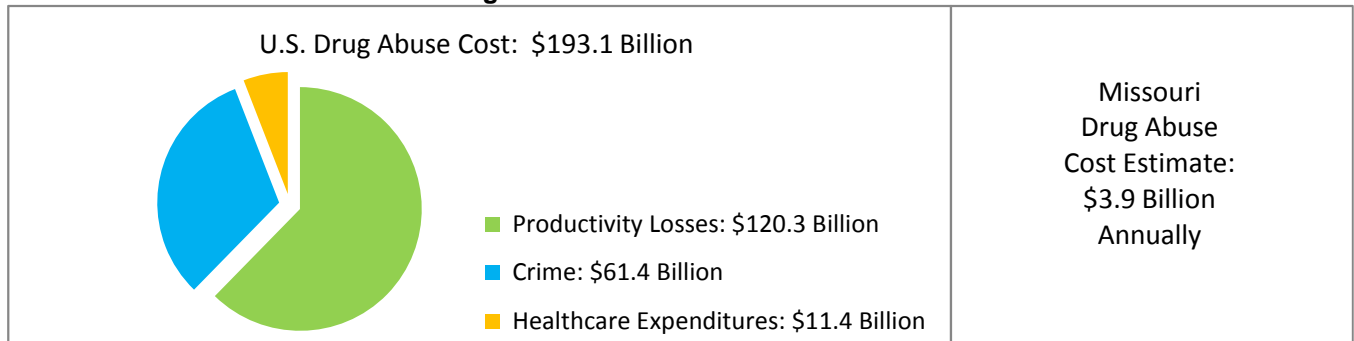 U.S. Drug Abuse Cost:  $193.1 Billion
Productivity Losses: $120.3 Billion
Crime: $61.4 Billion
Healthcare Expenditures: $11.4 Billion
Missouri
Drug Abuse
Cost Estimate:
$3.9 Billion
Annually